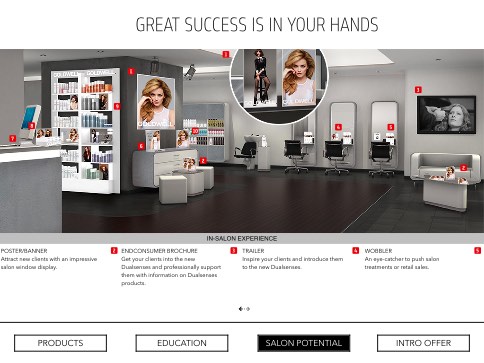 GREAT SUCCESS IS IN YOUR HANDS
GOLDWELL GOLDWELL
GOLDWELL
1
1
3
9
8
7
6
10
2
4
5
2
IN-SALON EXPERIENCE
POSTER/BANNER
Attract new clients with an impressive
salon window display.
2 ENDCONSUMER BROCHURE
Get your clients into the new
Dualsenses and professionally support
them with information on Dualsenses
products.
3 TRAILER
Inspire your clients and introduce them
to the new Dualsenses.
4 WOBBLER
An eye-catcher to push salon
treatments or retail sales.
5
PRODUCTS
EDUCATION
SALON POTENTIAL
INTRO OFFER